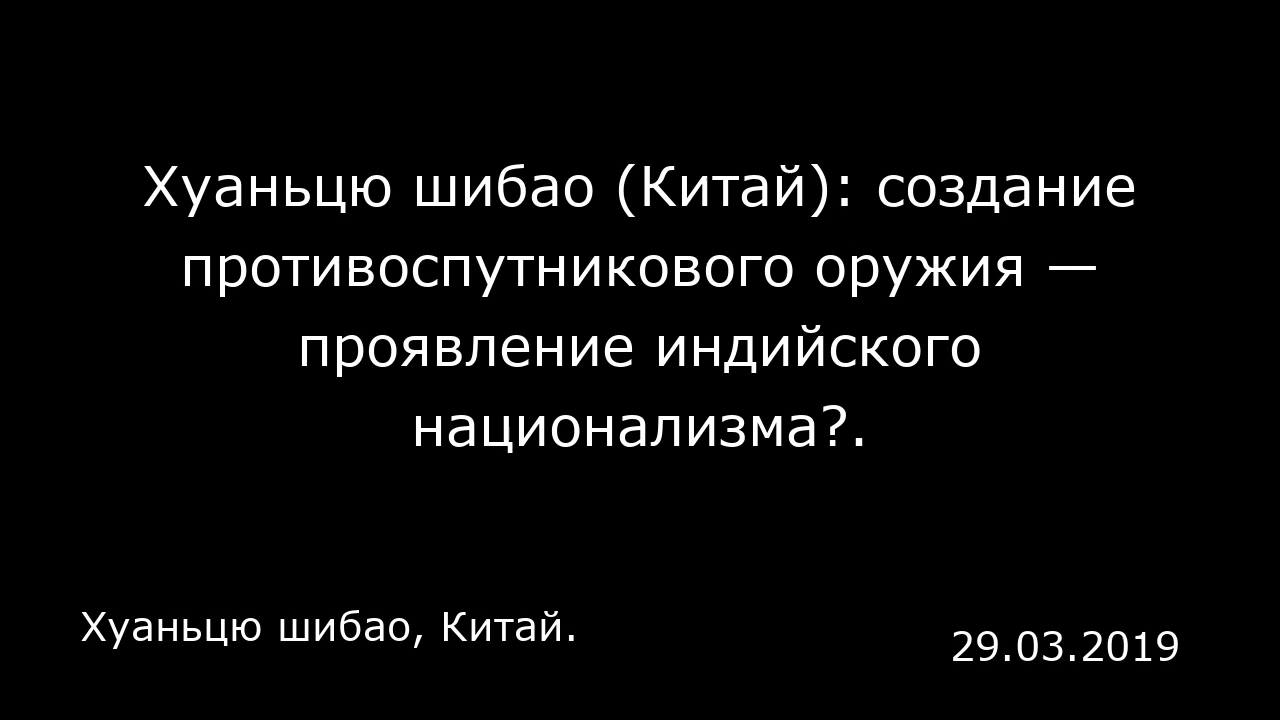 Хуаньцю шибао (Китай): создание
противоспутникового оружия —
проявление индийского
национализма?.
Хуаньцю шибао, Китай.
29.03.2019